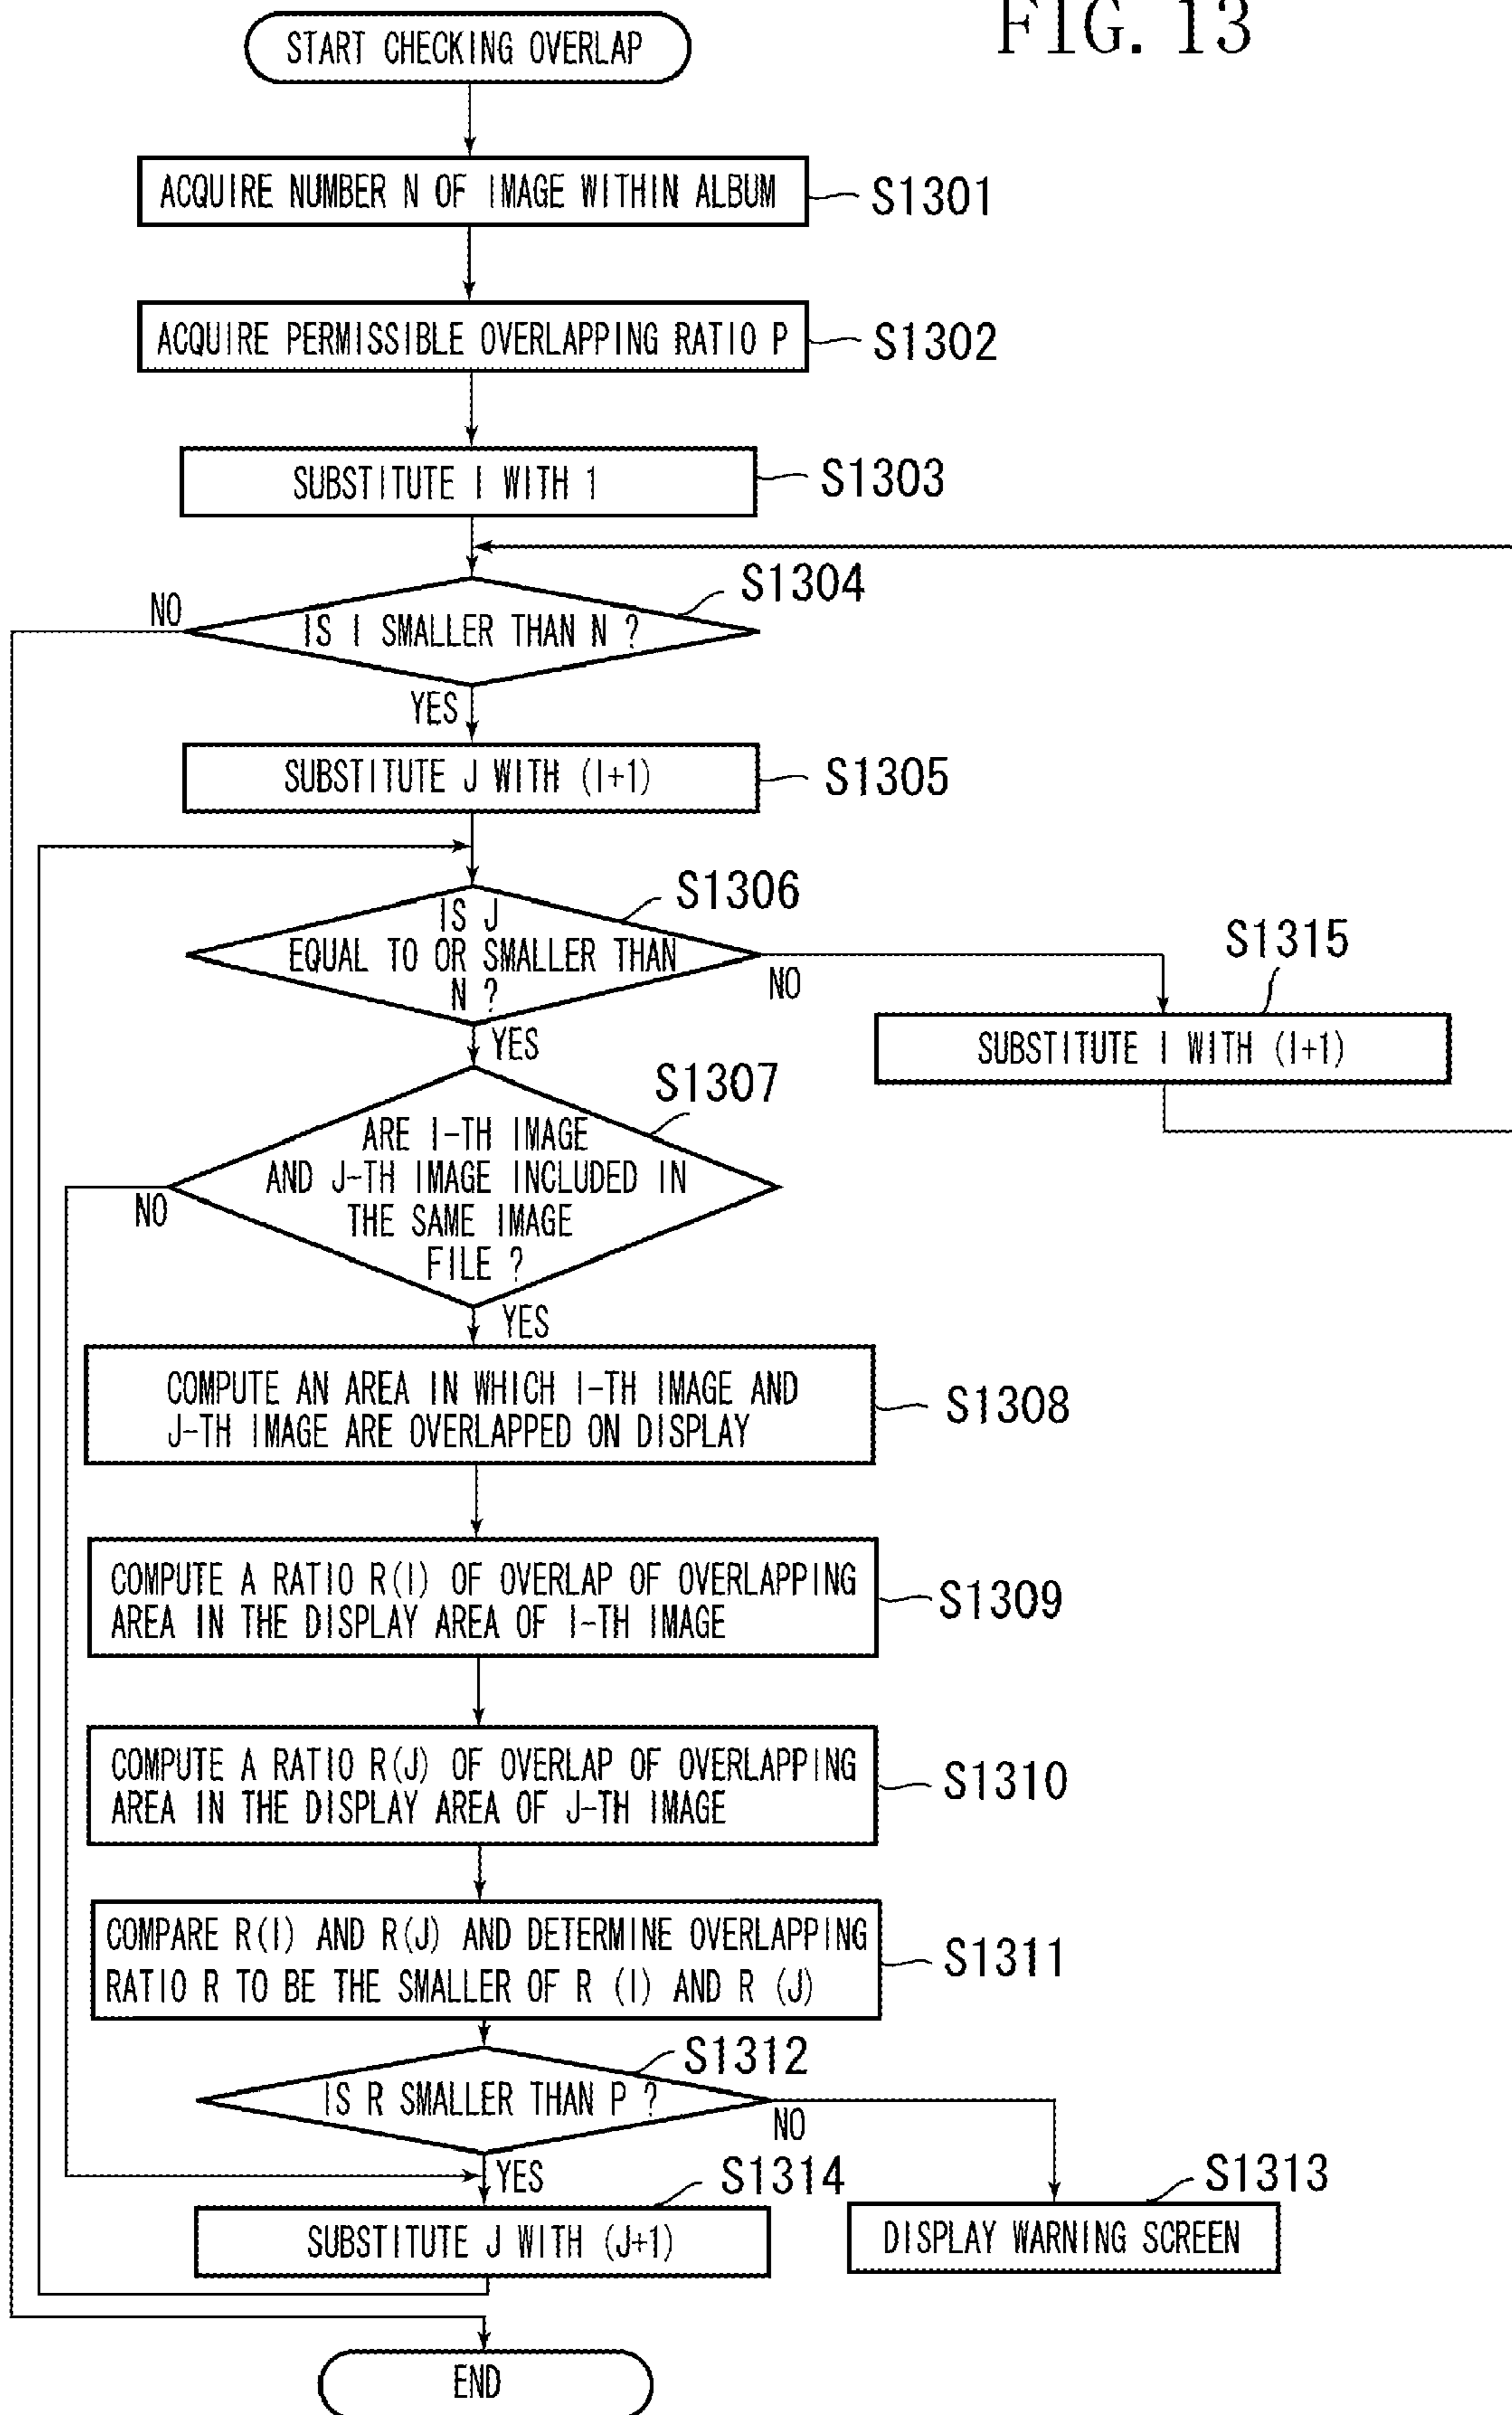 FIG. 13
START CHECKING OVERLAP
ACQUIRE NUMBER N OF IMAGE WITHIN ALBUM
S1301
ACQUIRE PERMISSIBLE OVERLAPPING RATIO P
S1302
SUBSTITUTE I WITH 1
S1303
S1304
NO
IS I SMALLER THAN N ?
YES
SUBSTITUTE J WITH (I+1)
S1305
S1306
IS J
EQUAL TO OR SMALLER THAN
N ?
NO
YES
S1315
SUBSTITUTE I WITH (I+1)
S1307
ARE I-TH IMAGE
AND J-TH IMAGE INCLUDED IN
THE SAME IMAGE
FILE ?
NO
YES
COMPUTE AN AREA IN WHICH I-TH IMAGE AND
J-TH IMAGE ARE OVERLAPPED ON DISPLAY
S1308
COMPUTE A RATIO R(I) OF OVERLAP OF OVERLAPPING
AREA IN THE DISPLAY AREA OF I-TH IMAGE
S1309
COMPUTE A RATIO R(J) OF OVERLAP OF OVERLAPPING
AREA IN THE DISPLAY AREA OF J-TH IMAGE
S1310
COMPARE R(I) AND R(J) AND DETERMINE OVERLAPPING
RATIO R TO BE THE SMALLER OF R (I) AND R (J)
S1311
S1312
IS R SMALLER THAN P ?
NO
YES
S1314
SUBSTITUTE J WITH (J+1)
S1313
DISPLAY WARNING SCREEN
END